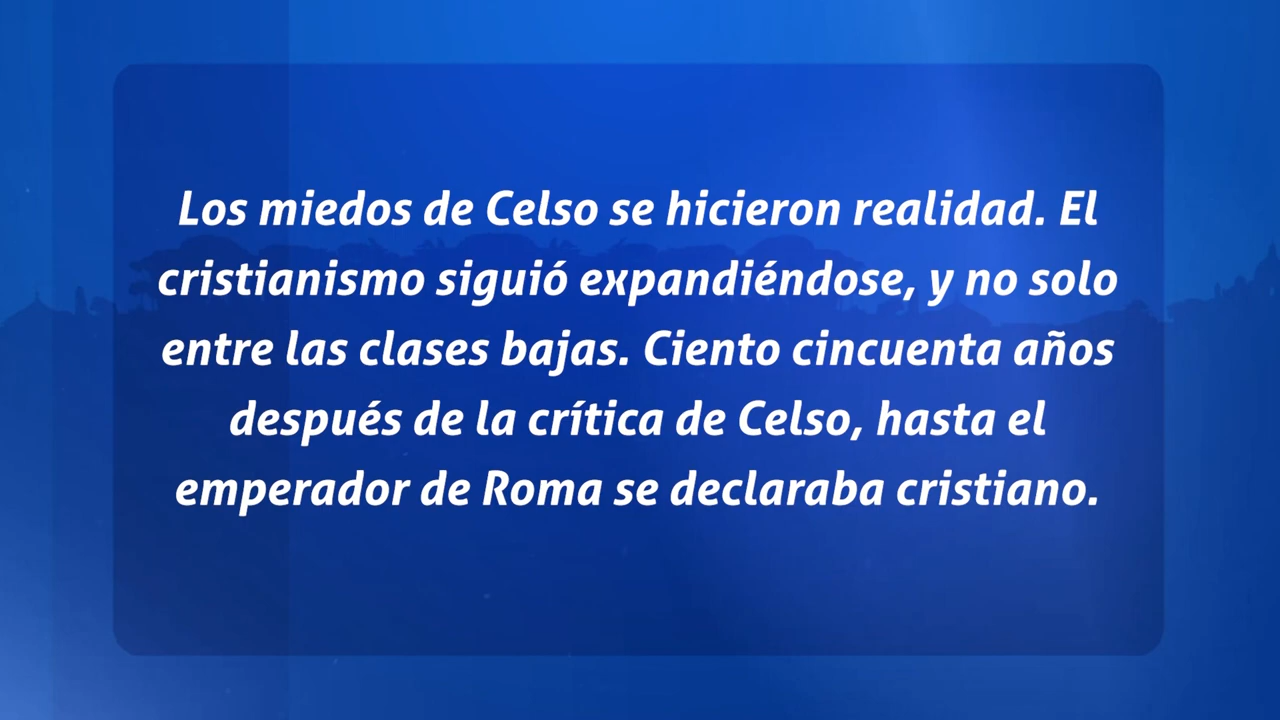 Los miedos de Celso se hicieron realidad. El
cristianismo siguió expandiéndose, y no solo
entre las clases bajas. Ciento cincuenta años
después de la crítica de Celso, hasta el
emperador de Roma se declaraba cristiano.